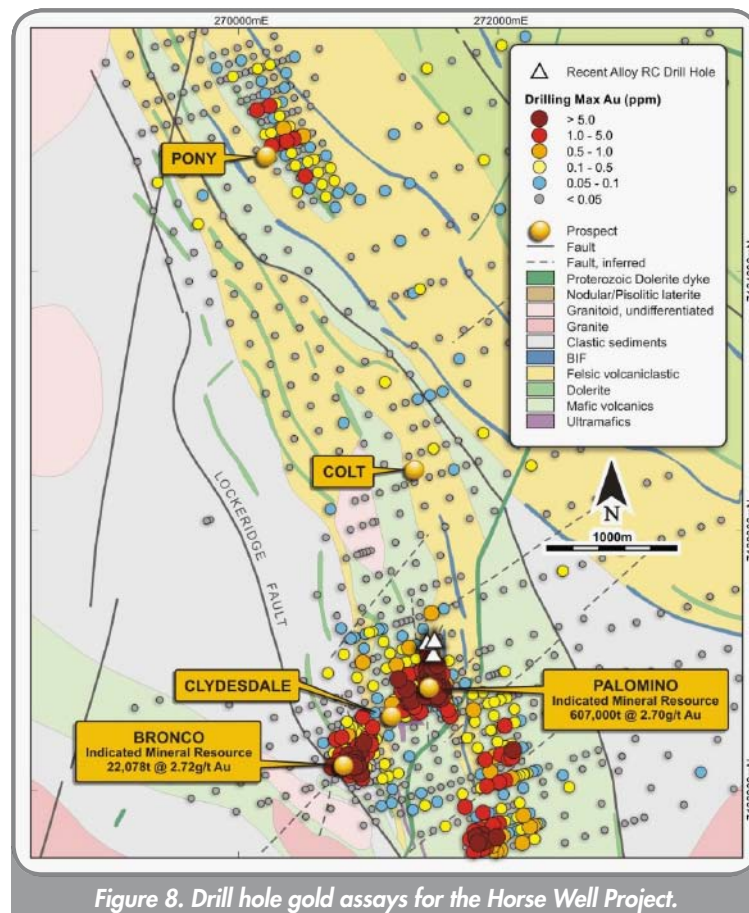 270000mE
272000mE
Recent Alloy RC Drill Hole
Drilling Max Au (ppm)
> 5.0
1.0 - 5.0
0.5 - 1.0
0.1 - 0.5
0.05 - 0.1
< 0.05
Prospect
Fault
Fault, inferred
Proterozoic Dolerite dyke
Nodular/Pisolitic laterite
Granitoid, undifferentiated
Granite
Clastic sediments
BIF
Felsic volcaniclastic
Dolerite
Mafic volcanics
Ultramafics
PONY
COLT
N
1000m
LOCKERIDGE FAULT
CLYDESDALE
PALOMINO
Indicated Mineral Resource
607,000t @ 2.70g/t Au
BRONCO
Indicated Mineral Resource
22,078t @ 2.72g/t Au
Figure 8. Drill hole gold assays for the Horse Well Project.